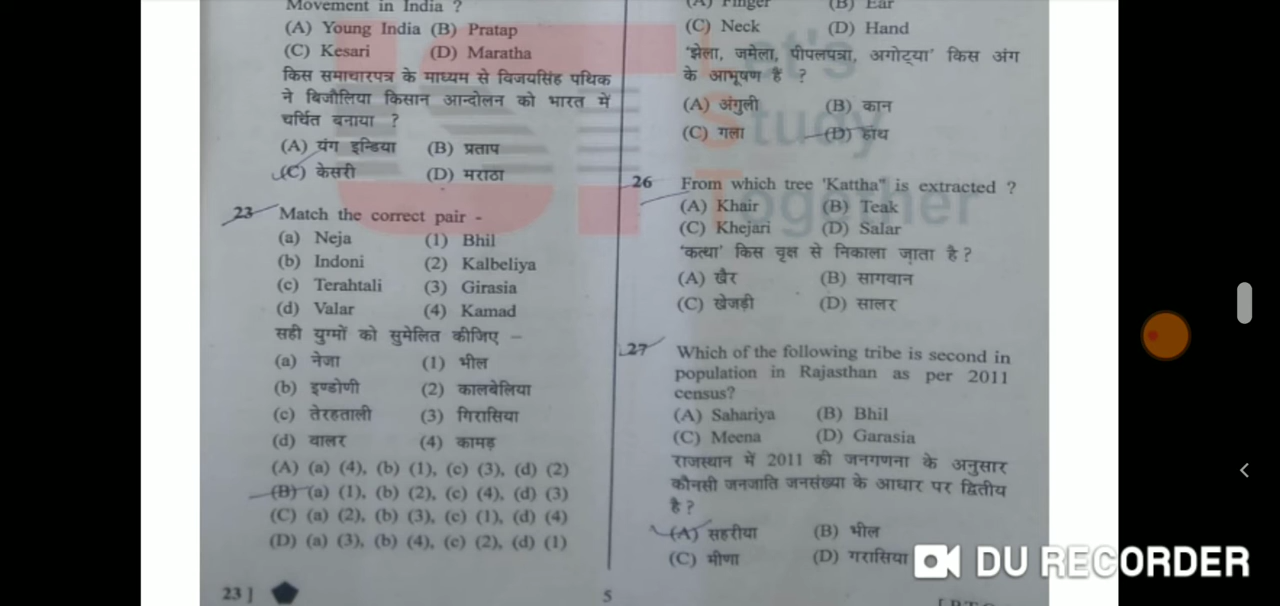 Movement in India ?
(A) Young India (B) Pratap
(C) Kesari (D) Maratha
किस समाचारपत्र के माध्यम से विजयसिंह पथिक
ने बिजौलिया किसान आन्दोलन को भारत में
चर्चित बनाया ?
(A) यंग इन्डिया (B) प्रताप
(C) केसरी (D) मराठा
23 Match the correct pair -
(a) Neja (1) Bhil
(b) Indoni (2) Kalbeliya
(c) Terahtali (3) Girasia
(d) Valar (4) Kamad
सही युग्मों को सुमेलित कीजिए –
(a) नेजा (1) भील
(b) इण्डोणी (2) कालबेलिया
(c) तेरहताली (3) गिरासिया
(d) वालर (4) कामड़
(A) (a) (4), (b) (1), (c) (3), (d) (2)
(B) (a) (1), (b) (2), (c) (4), (d) (3)
(C) (a) (2), (b) (3), (c) (1), (d) (4)
(D) (a) (3), (b) (4), (c) (2), (d) (1)
23 ]
5
(A) Finger (B) Ear
(C) Neck (D) Hand
'झेला, जमेला, पीपलपत्रा, अगोट्या' किस अंग
के आभूषण हैं ?
(A) अंगुली (B) कान
(C) गला (D) हाथ
26 From which tree 'Kattha" is extracted ?
(A) Khair (B) Teak
(C) Khejari (D) Salar
'कत्था' किस वृक्ष से निकाला जाता है ?
(A) खैर (B) सागवान
(C) खेजड़ी (D) सालर
27 Which of the following tribe is second in
population in Rajasthan as per 2011
census?
(A) Sahariya (B) Bhil
(C) Meena (D) Garasia
राजस्थान में 2011 की जनगणना के अनुसार
कौनसी जनजाति जनसंख्या के आधार पर द्वितीय
है ?
(A) सहरीया (B) भील
(C) मीणा (D) गरासिया
Let's
Study
Together
DU RECORDER